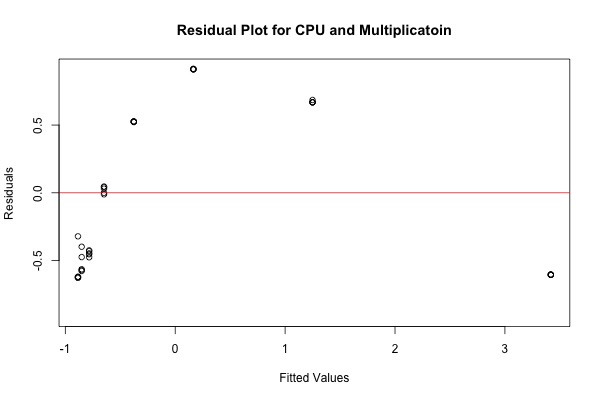 Residual Plot for CPU and Multiplicatoin
Residuals
0.5
0.0
-0.5
-1 0 1 2 3
Fitted Values